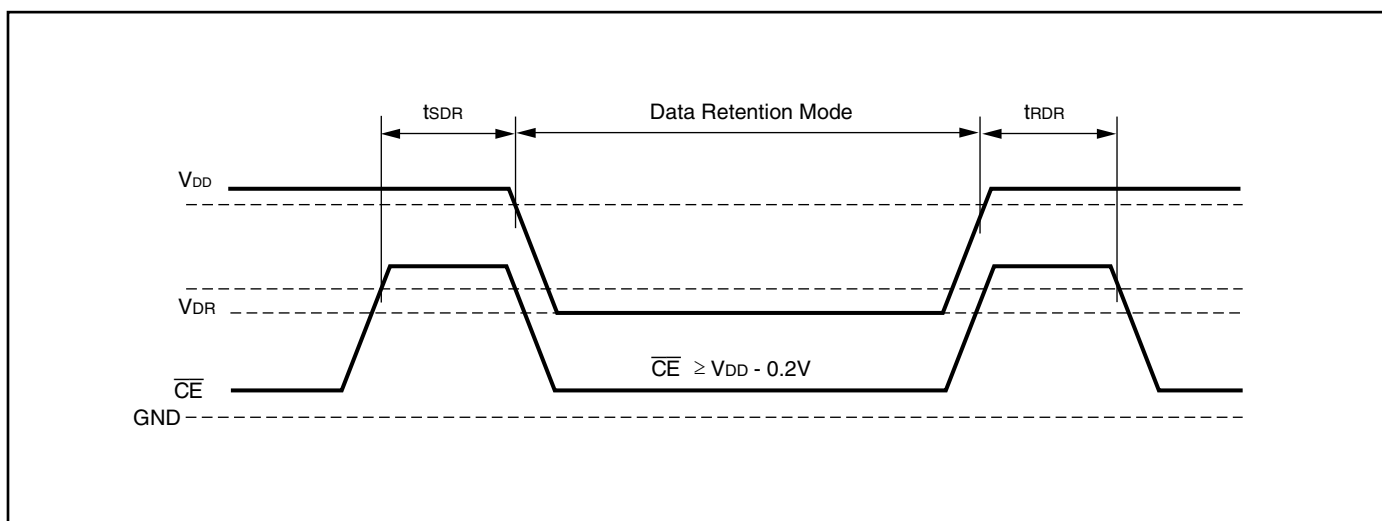 tSDR Data Retention Mode tRDR
VDD
VDR
CE ≥ VDD - 0.2V
CE
GND